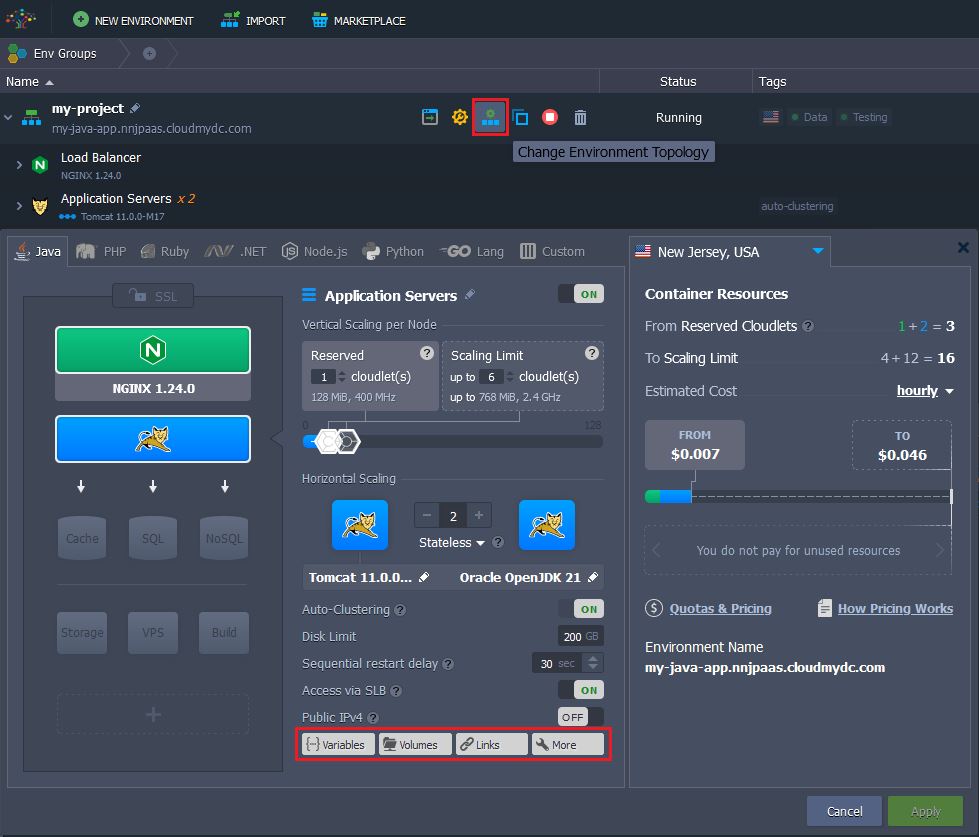 NEW ENVIRONMENT IMPORT MARKETPLACE
Env Groups
Name Status Tags
my-project
my-java-app.nnjpaas.cloudmydc.com
Running Data Testing
Change Environment Topology
Load Balancer
NGINX 1.24.0
Application Servers x 2
Tomcat 11.0.0-M17
auto-clustering
Java PHP Ruby .NET Node.js Python GO Lang Custom
SSL
NGINX 1.24.0
Cache SQL NoSQL
Storage VPS Build
Application Servers ON
Vertical Scaling per Node
Reserved ?
1 cloudlet(s)
128 MiB, 400 MHz
Scaling Limit ?
up to 6 cloudlet(s)
up to 768 MiB, 2.4 GHz
0 128
Horizontal Scaling
2
Stateless ?
Tomcat 11.0.0... Oracle OpenJDK 21
Auto-Clustering ? ON
Disk Limit 200 GB
Sequential restart delay ? 30 sec
Access via SLB ? ON
Public IPv4 ? OFF
Variables Volumes Links More
New Jersey, USA
Container Resources
From Reserved Cloudlets ? 1 + 2 = 3
To Scaling Limit 4 + 12 = 16
Estimated Cost hourly
FROM
$0.007
TO
$0.046
You do not pay for unused resources
$ Quotas & Pricing How Pricing Works
Environment Name
my-java-app.nnjpaas.cloudmydc.com
Cancel Apply